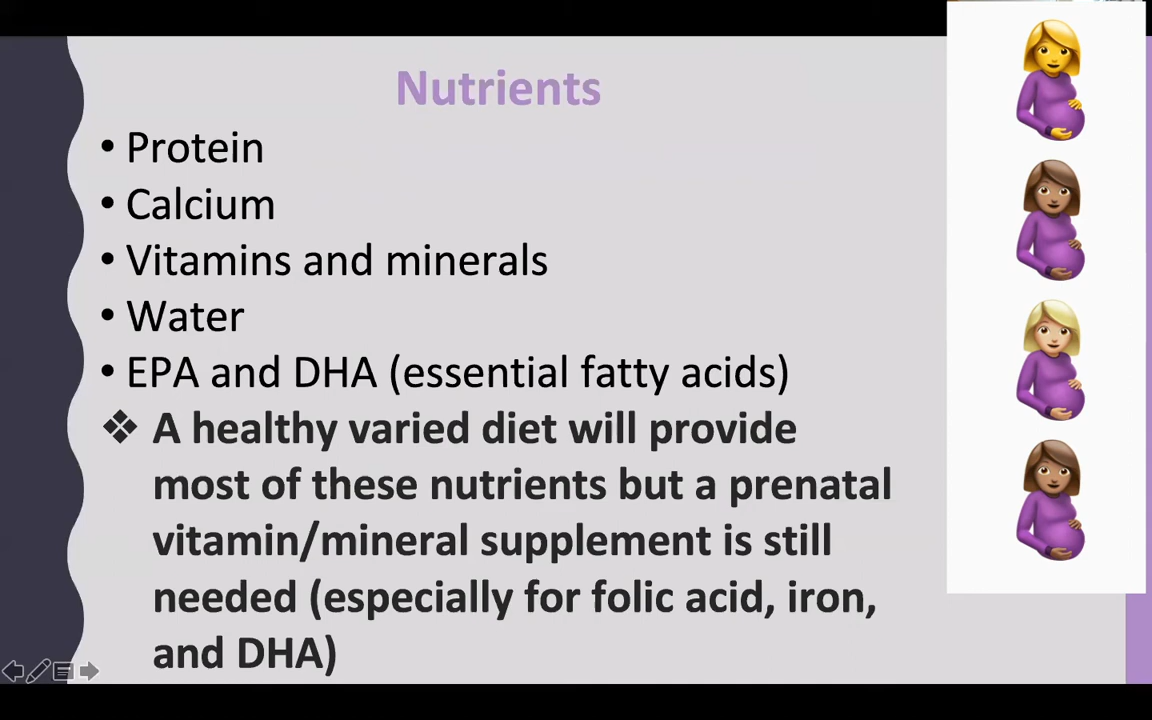 Nutrients
• Protein
• Calcium
• Vitamins and minerals
• Water
• EPA and DHA (essential fatty acids)
❖ A healthy varied diet will provide
most of these nutrients but a prenatal
vitamin/mineral supplement is still
needed (especially for folic acid, iron,
and DHA)